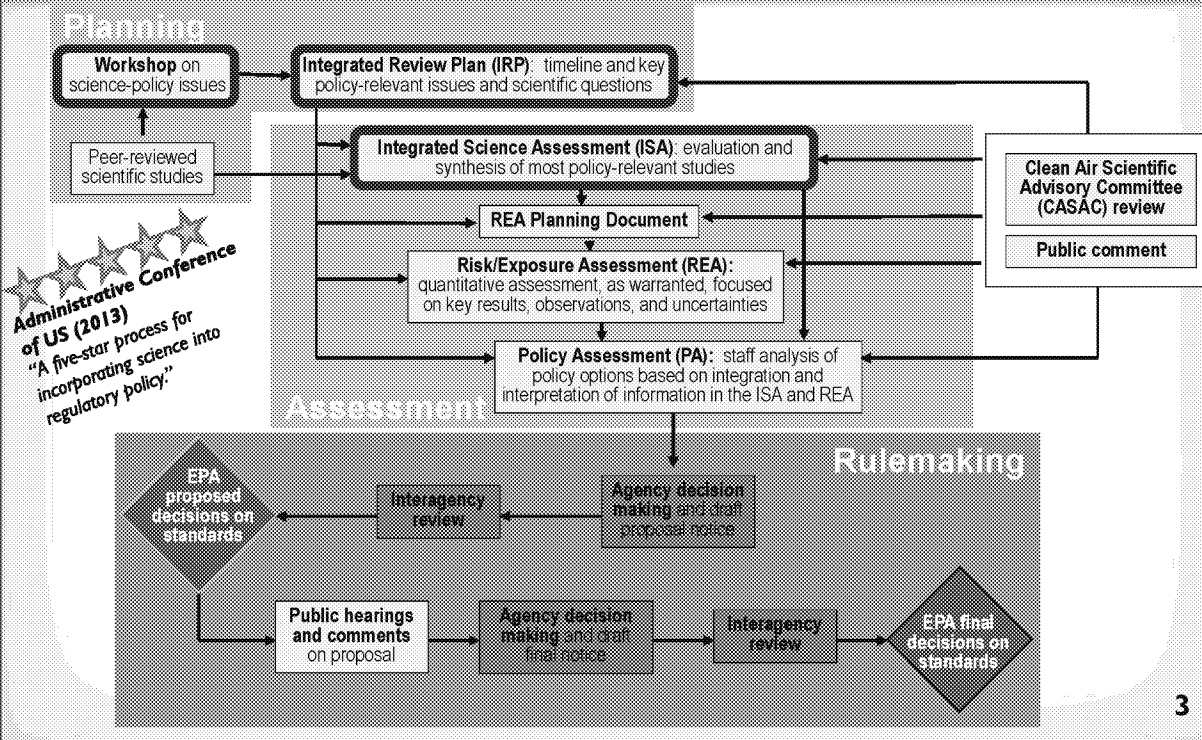 Planning
Workshop on
science-policy issues
Integrated Review Plan (IRP): timeline and key
policy-relevant issues and scientific questions
Peer-reviewed
scientific studies
Integrated Science Assessment (ISA): evaluation and
synthesis of most policy-relevant studies
Clean Air Scientific
Advisory Committee
(CASAC) review
Public comment
REA Planning Document
Risk/Exposure Assessment (REA):
quantitative assessment, as warranted, focused
on key results, observations, and uncertainties
Administrative Conference
of US (2013)
“A five-star process for
incorporating science into
regulatory policy.”
Policy Assessment (PA): staff analysis of
policy options based on integration and
interpretation of information in the ISA and REA
Assessment
Rulemaking
Agency decision
making and draft
proposal notice
Interagency
review
EPA
proposed
decisions on
standards
Public hearings
and comments
on proposal
Agency decision
making and draft
final notice
Interagency
review
EPA final
decisions on
standards
3